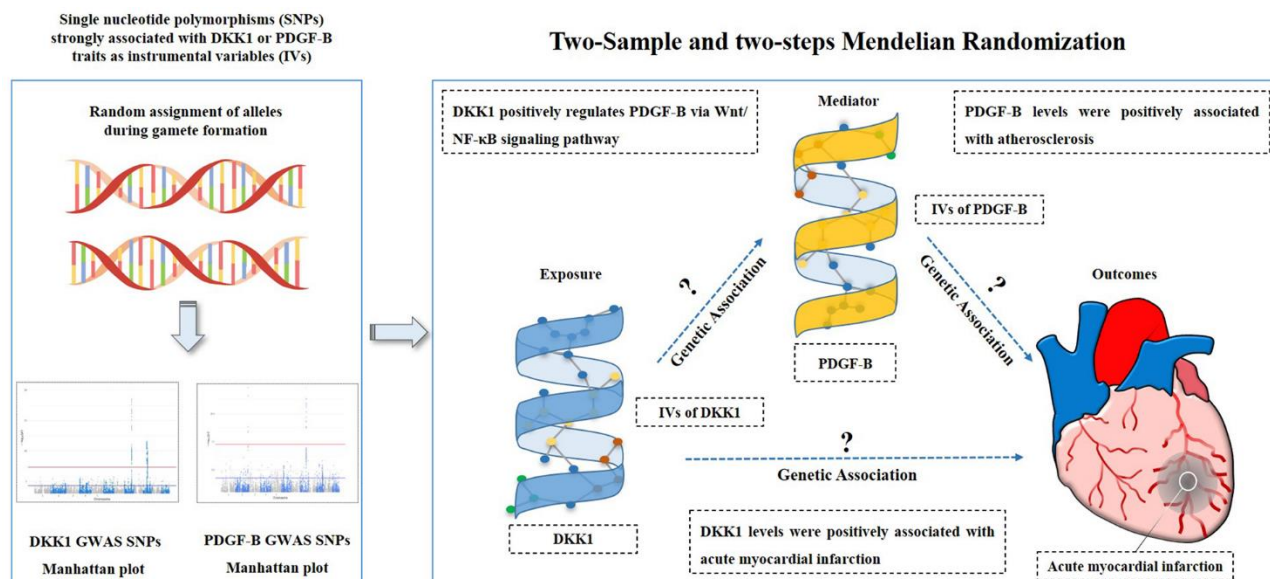 Single nucleotide polymorphisms (SNPs)
strongly associated with DKK1 or PDGF-B
traits as instrumental variables (IVs)
Random assignment of alleles
during gamete formation
DKK1 GWAS SNPs
Manhattan plot
PDGF-B GWAS SNPs
Manhattan plot
Two-Sample and two-steps Mendelian Randomization
DKK1 positively regulates PDGF-B via Wnt/
NF-κB signaling pathway
Mediator
PDGF-B levels were positively associated
with atherosclerosis
IVs of PDGF-B
Exposure
?
Genetic Association
?
Genetic Association
Outcomes
PDGF-B
IVs of DKK1
?
Genetic Association
DKK1
DKK1 levels were positively associated with
acute myocardial infarction
Acute myocardial infarction